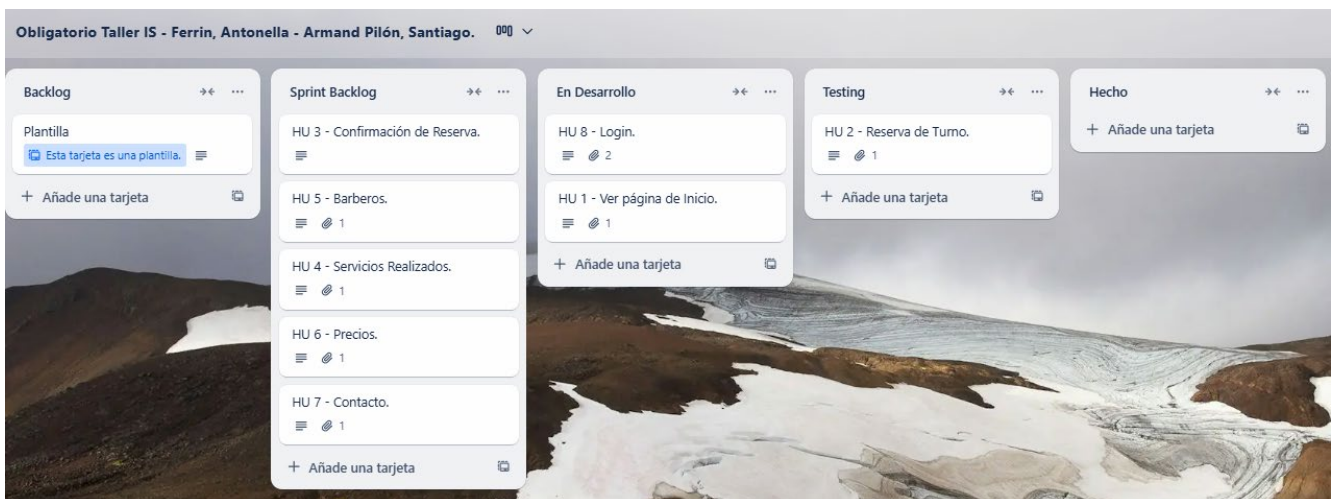 Obligatorio Taller IS - Ferrin, Antonella - Armand Pilón, Santiago.
Backlog
Plantilla
Esta tarjeta es una plantilla.
+ Añade una tarjeta
Sprint Backlog
HU 3 - Confirmación de Reserva.
HU 5 - Barberos.
1
HU 4 - Servicios Realizados.
1
HU 6 - Precios.
1
HU 7 - Contacto.
1
+ Añade una tarjeta
En Desarrollo
HU 8 - Login.
2
HU 1 - Ver página de Inicio.
1
+ Añade una tarjeta
Testing
HU 2 - Reserva de Turno.
1
+ Añade una tarjeta
Hecho
+ Añade una tarjeta